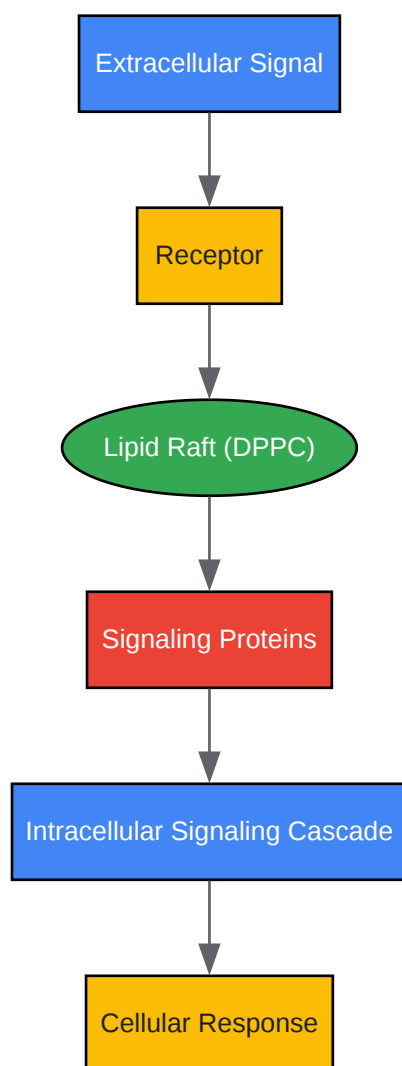 Extracellular Signal
Receptor
Lipid Raft (DPPC)
Signaling Proteins
Intracellular Signaling Cascade
Cellular Response